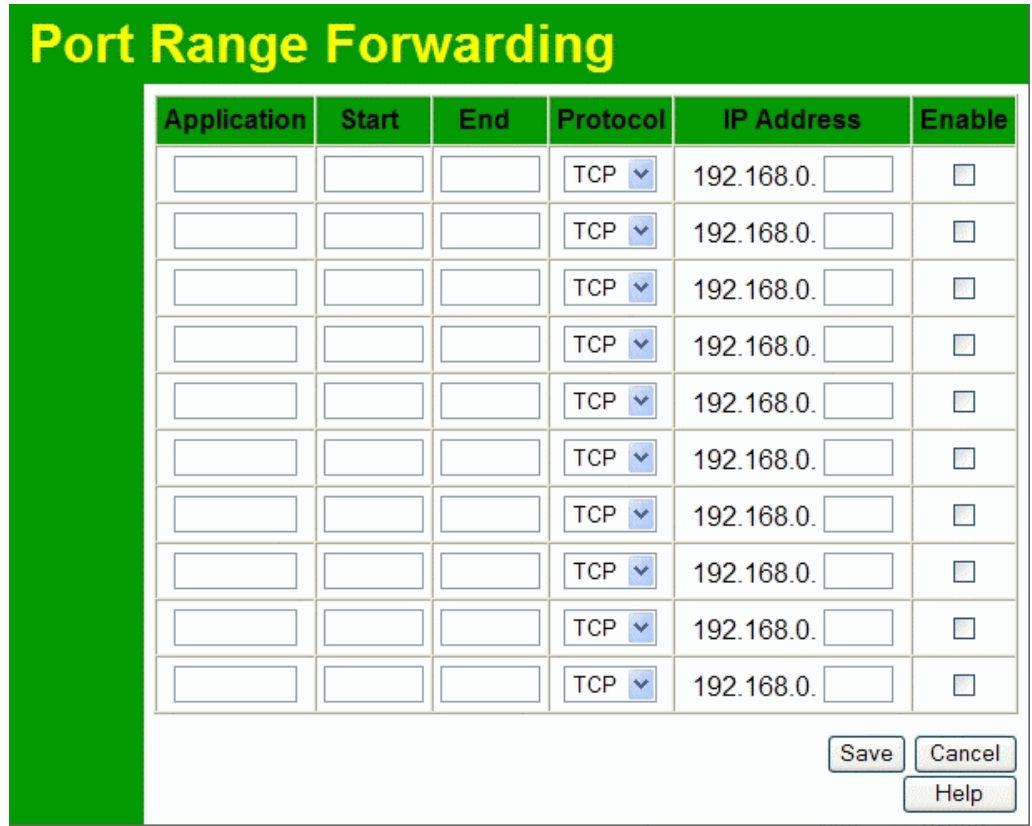 Port Range Forwarding
Application Start End Protocol IP Address Enable
TCP 192.168.0.
TCP 192.168.0.
TCP 192.168.0.
TCP 192.168.0.
TCP 192.168.0.
TCP 192.168.0.
TCP 192.168.0.
TCP 192.168.0.
TCP 192.168.0.
TCP 192.168.0.
Save Cancel
Help